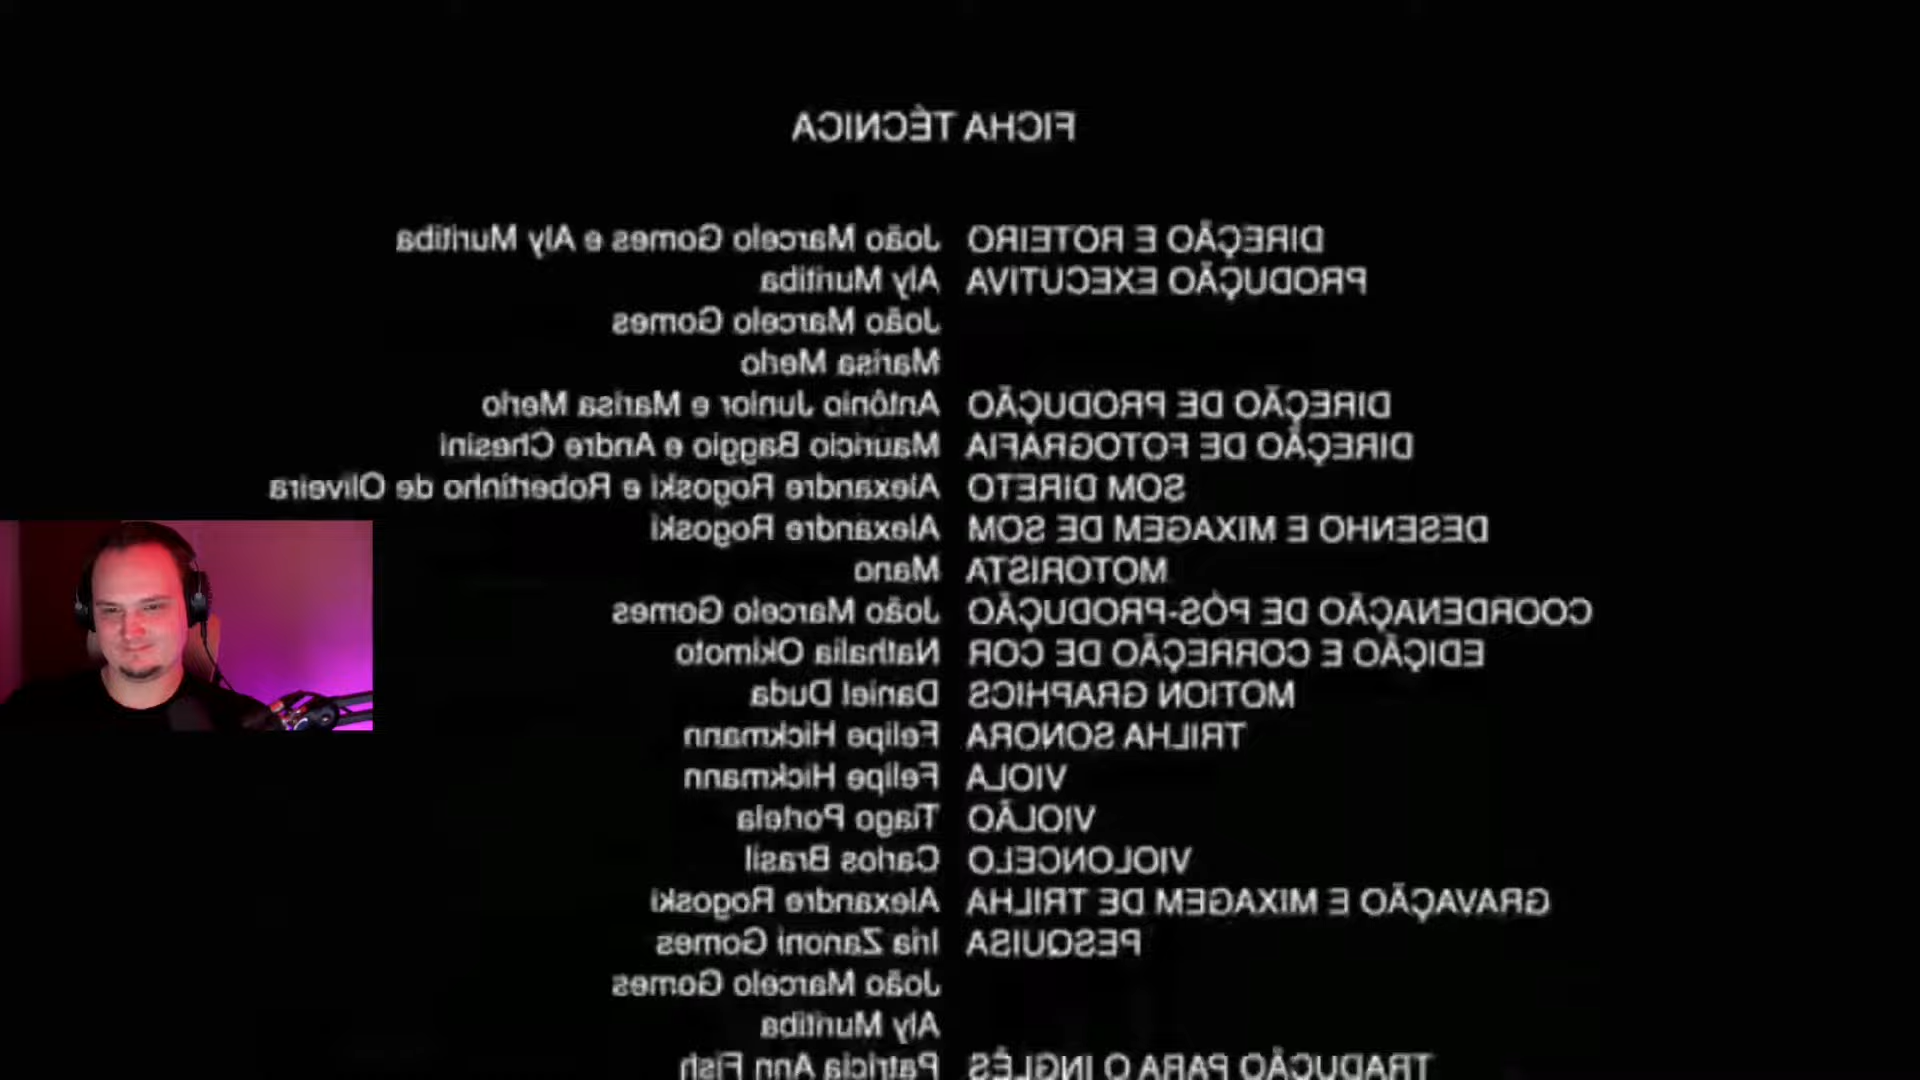 FICHA TÉCNICA
DIREÇÃO E ROTEIRO João Marcelo Gomes e Aly Muritiba
PRODUÇÃO EXECUTIVA Aly Muritiba
João Marcelo Gomes
Marisa Merlo
DIREÇÃO DE PRODUÇÃO Antônio Junior e Marisa Merlo
DIREÇÃO DE FOTOGRAFIA Mauricio Baggio e Andre Chesini
SOM DIRETO Alexandre Rogoski e Robertinho de Oliveira
DESENHO E MIXAGEM DE SOM Alexandre Rogoski
MOTORISTA Mano
COORDENAÇÃO DE PÓS-PRODUÇÃO João Marcelo Gomes
EDIÇÃO E CORREÇÃO DE COR Nathalia Okimoto
MOTION GRAPHICS Daniel Duda
TRILHA SONORA Felipe Hickmann
VIOLA Felipe Hickmann
VIOLÃO Tiago Portela
VIOLONCELO Carlos Brasil
GRAVAÇÃO E MIXAGEM DE TRILHA Alexandre Rogoski
PESQUISA Iria Zanoni Gomes
João Marcelo Gomes
Aly Muritiba
TRADUÇÃO PARA O INGLÊS Patricia Ann Fish